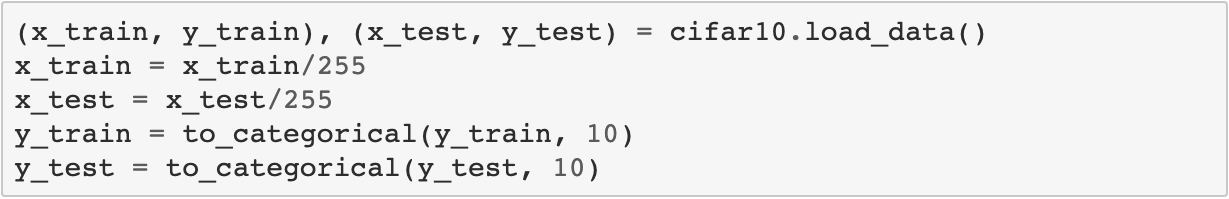 (x_train, y_train), (x_test, y_test) = cifar10.load_data()
x_train = x_train/255
x_test = x_test/255
y_train = to_categorical(y_train, 10)
y_test = to_categorical(y_test, 10)